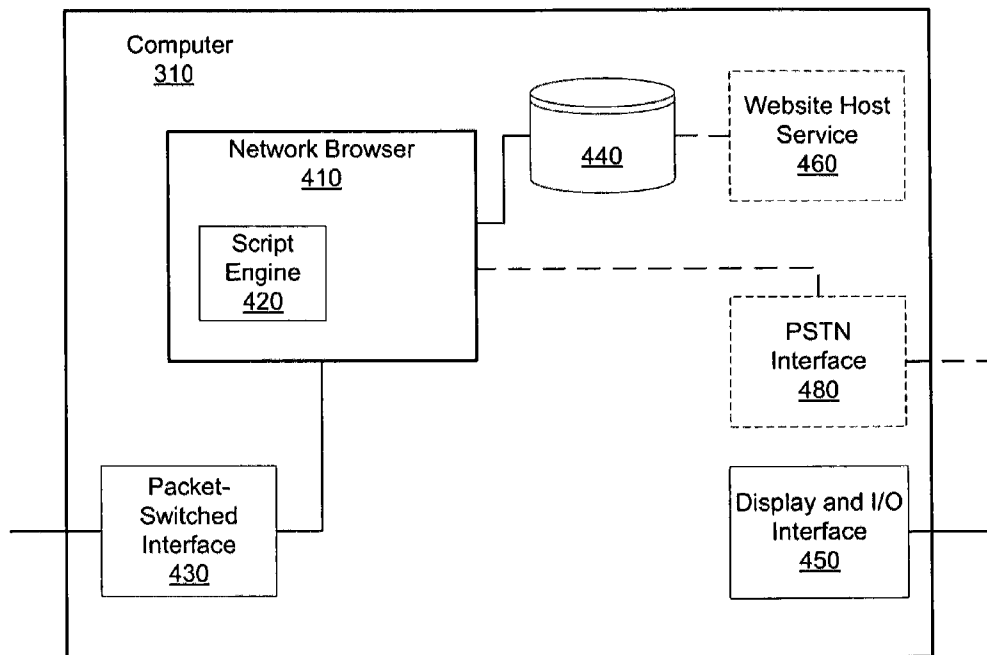 Computer
310
Network Browser
410
Script
Engine
420
440
Website Host
Service
460
PSTN
Interface
480
Packet-
Switched
Interface
430
Display and I/O
Interface
450